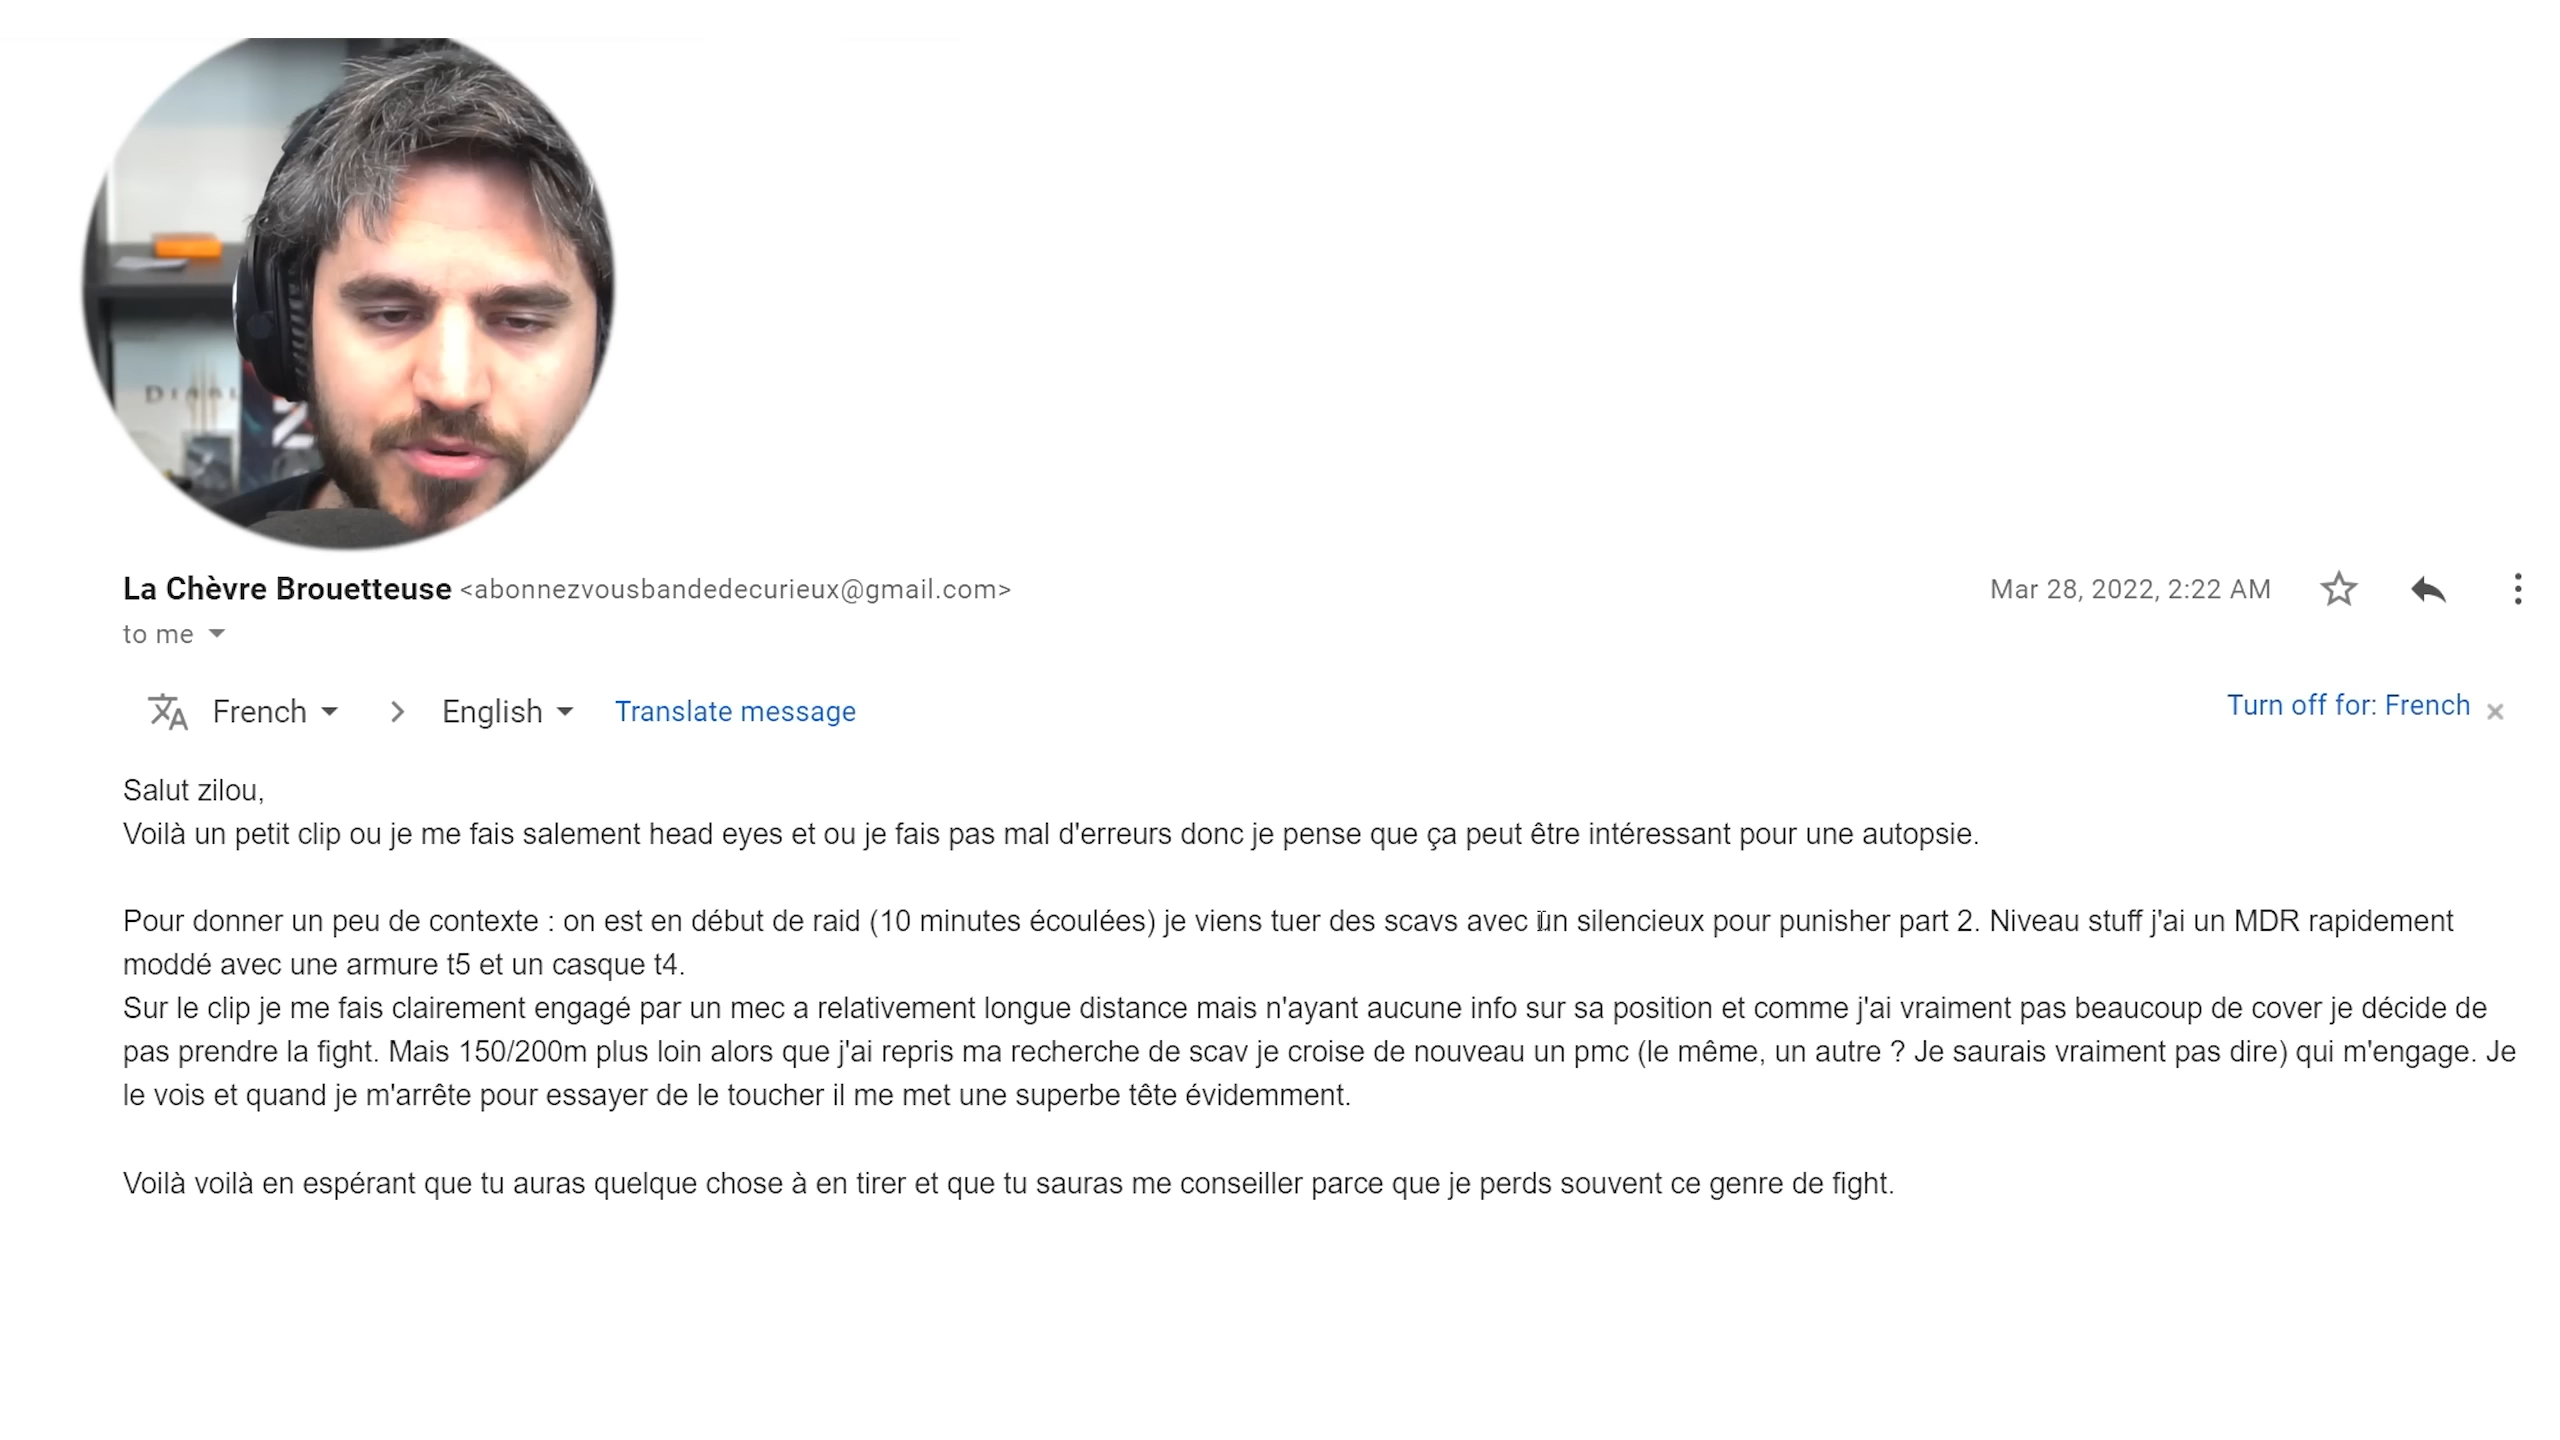 DIABL
La Chèvre Brouetteuse <abonnezvousbandedecurieux@gmail.com>
Mar 28, 2022, 2:22 AM
to me
French > English Translate message
Turn off for: French ×
Salut zilou,
Voilà un petit clip ou je me fais salement head eyes et ou je fais pas mal d'erreurs donc je pense que ça peut être intéressant pour une autopsie.
Pour donner un peu de contexte : on est en début de raid (10 minutes écoulées) je viens tuer des scavs avec un silencieux pour punisher part 2. Niveau stuff j'ai un MDR rapidement
moddé avec une armure t5 et un casque t4.
Sur le clip je me fais clairement engagé par un mec a relativement longue distance mais n'ayant aucune info sur sa position et comme j'ai vraiment pas beaucoup de cover je décide de
pas prendre la fight. Mais 150/200m plus loin alors que j'ai repris ma recherche de scav je croise de nouveau un pmc (le même, un autre ? Je saurais vraiment pas dire) qui m'engage. Je
le vois et quand je m'arrête pour essayer de le toucher il me met une superbe tête évidemment.
Voilà voilà en espérant que tu auras quelque chose à en tirer et que tu sauras me conseiller parce que je perds souvent ce genre de fight.